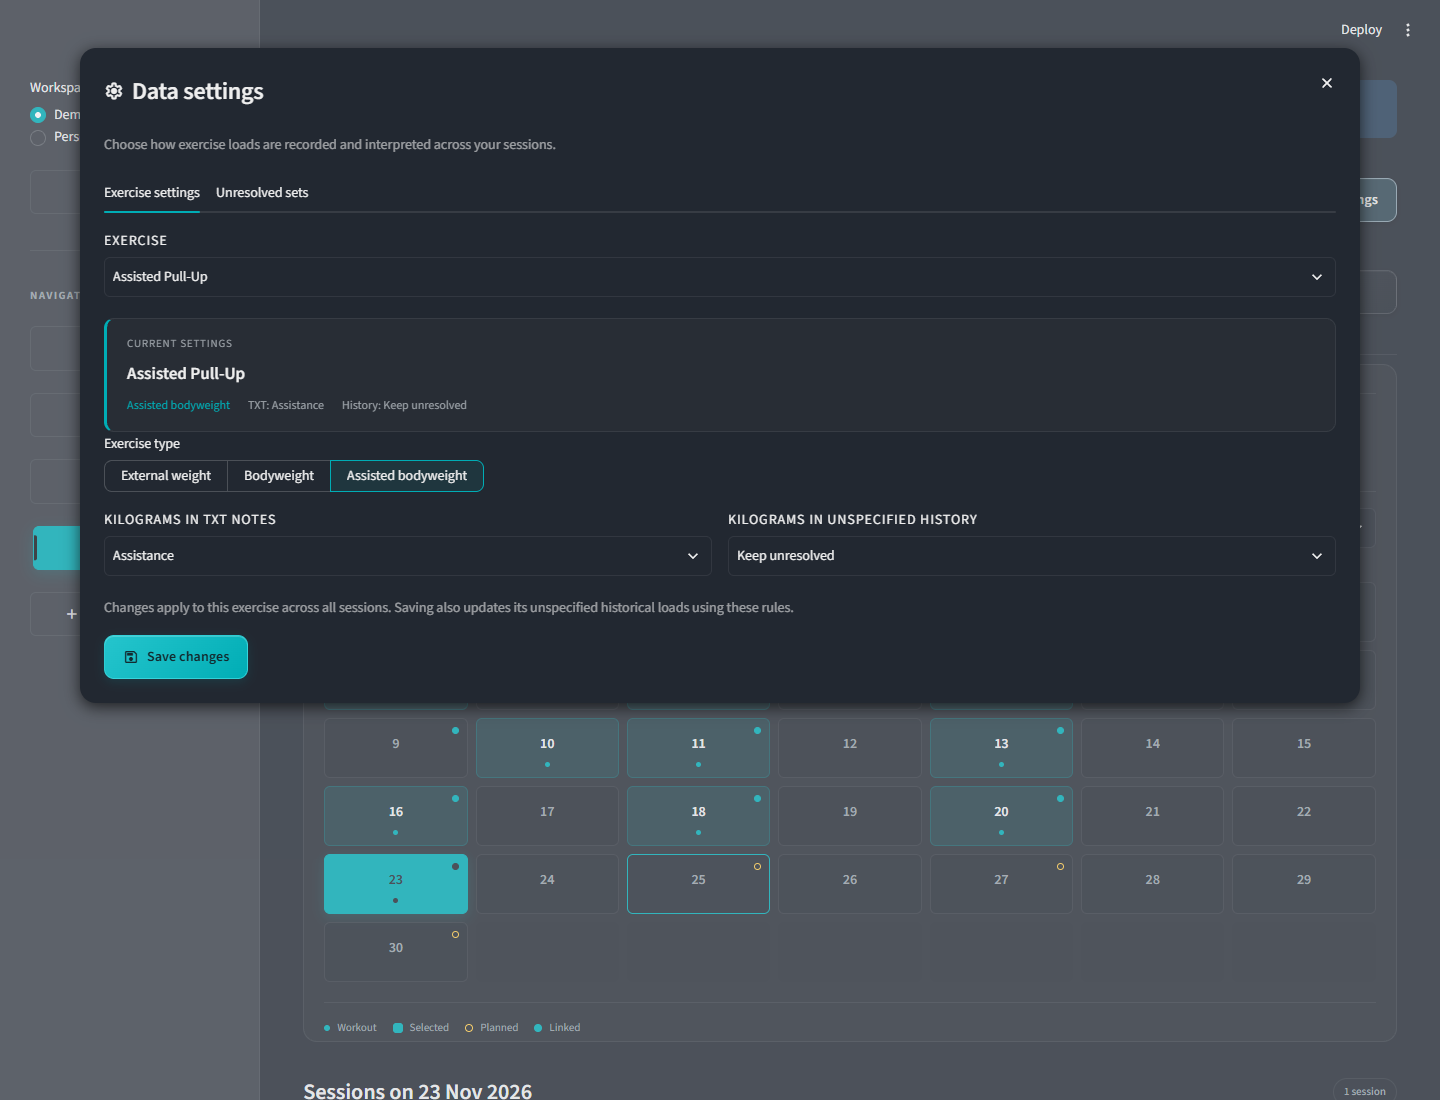 Deploy
Data settings
Workspa
Dem
Pers
Choose how exercise loads are recorded and interpreted across your sessions.
Exercise settings
Unresolved sets
ngs
EXERCISE
Assisted Pull-Up
NAVIGAT
CURRENT SETTINGS
Assisted Pull-Up
Assisted bodyweight TXT: Assistance History: Keep unresolved
Exercise type
External weight Bodyweight Assisted bodyweight
KILOGRAMS IN TXT NOTES
KILOGRAMS IN UNSPECIFIED HISTORY
Assistance
Keep unresolved
Changes apply to this exercise across all sessions. Saving also updates its unspecified historical loads using these rules.
+
Save changes
9 10 11 12 13 14 15
16 17 18 19 20 21 22
23 24 25 26 27 28 29
30
Workout Selected Planned Linked
Sessions on 23 Nov 2026
1 session